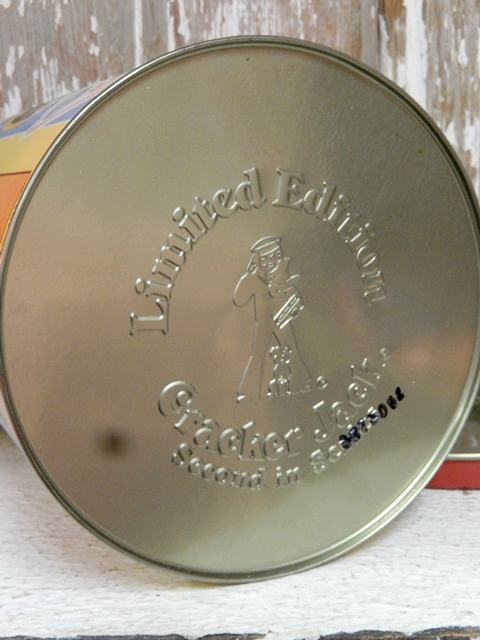 Limited Edition
Cracker Jack®
Second in